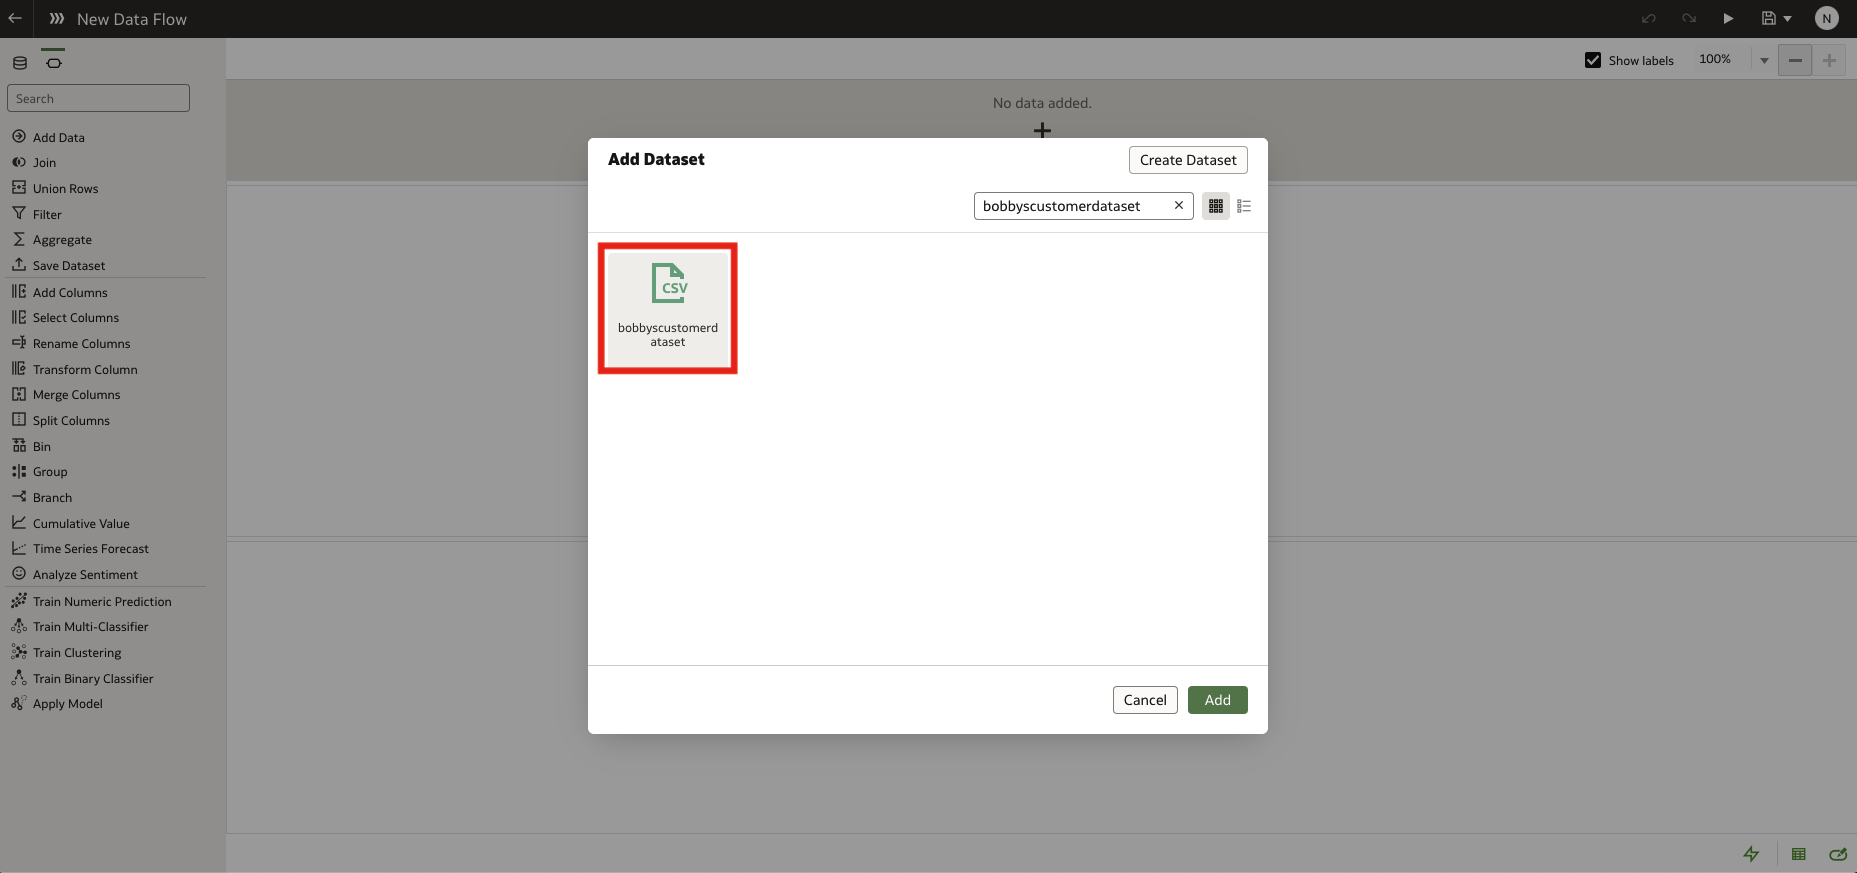 New Data Flow
N
Show labels
100%
Search
No data added.
Add Data
Join
Union Rows
Filter
Aggregate
Save Dataset
Add Columns
Select Columns
Rename Columns
Transform Column
Merge Columns
Split Columns
Bin
Group
Branch
Cumulative Value
Time Series Forecast
Analyze Sentiment
Train Numeric Prediction
Train Multi-Classifier
Train Clustering
Train Binary Classifier
Apply Model
Add Dataset
Create Dataset
bobbyscustomerdataset
CSV
bobbyscustomerd
ataset
Cancel
Add